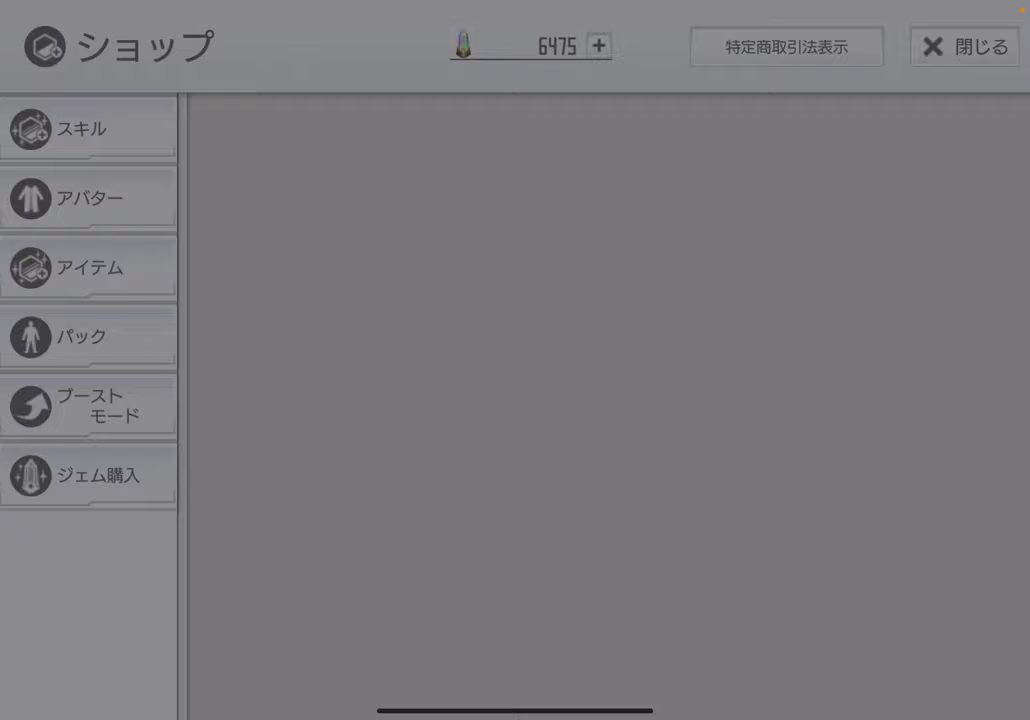 ショップ
6475
特定商取引法表示
閉じる
スキル
アバター
アイテム
パック
ブースト
モード
ジェム購入